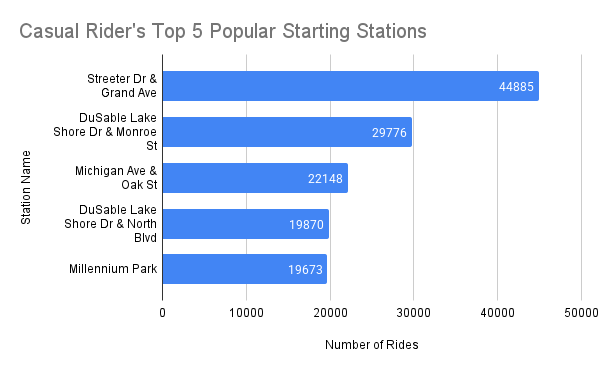 Casual Rider's Top 5 Popular Starting Stations
Station Name
Streeter Dr &
Grand Ave
44885
DuSable Lake
Shore Dr & Monroe
St
29776
Michigan Ave &
Oak St
22148
DuSable Lake
Shore Dr & North
Blvd
19870
Millennium Park
19673
0 10000 20000 30000 40000 50000
Number of Rides